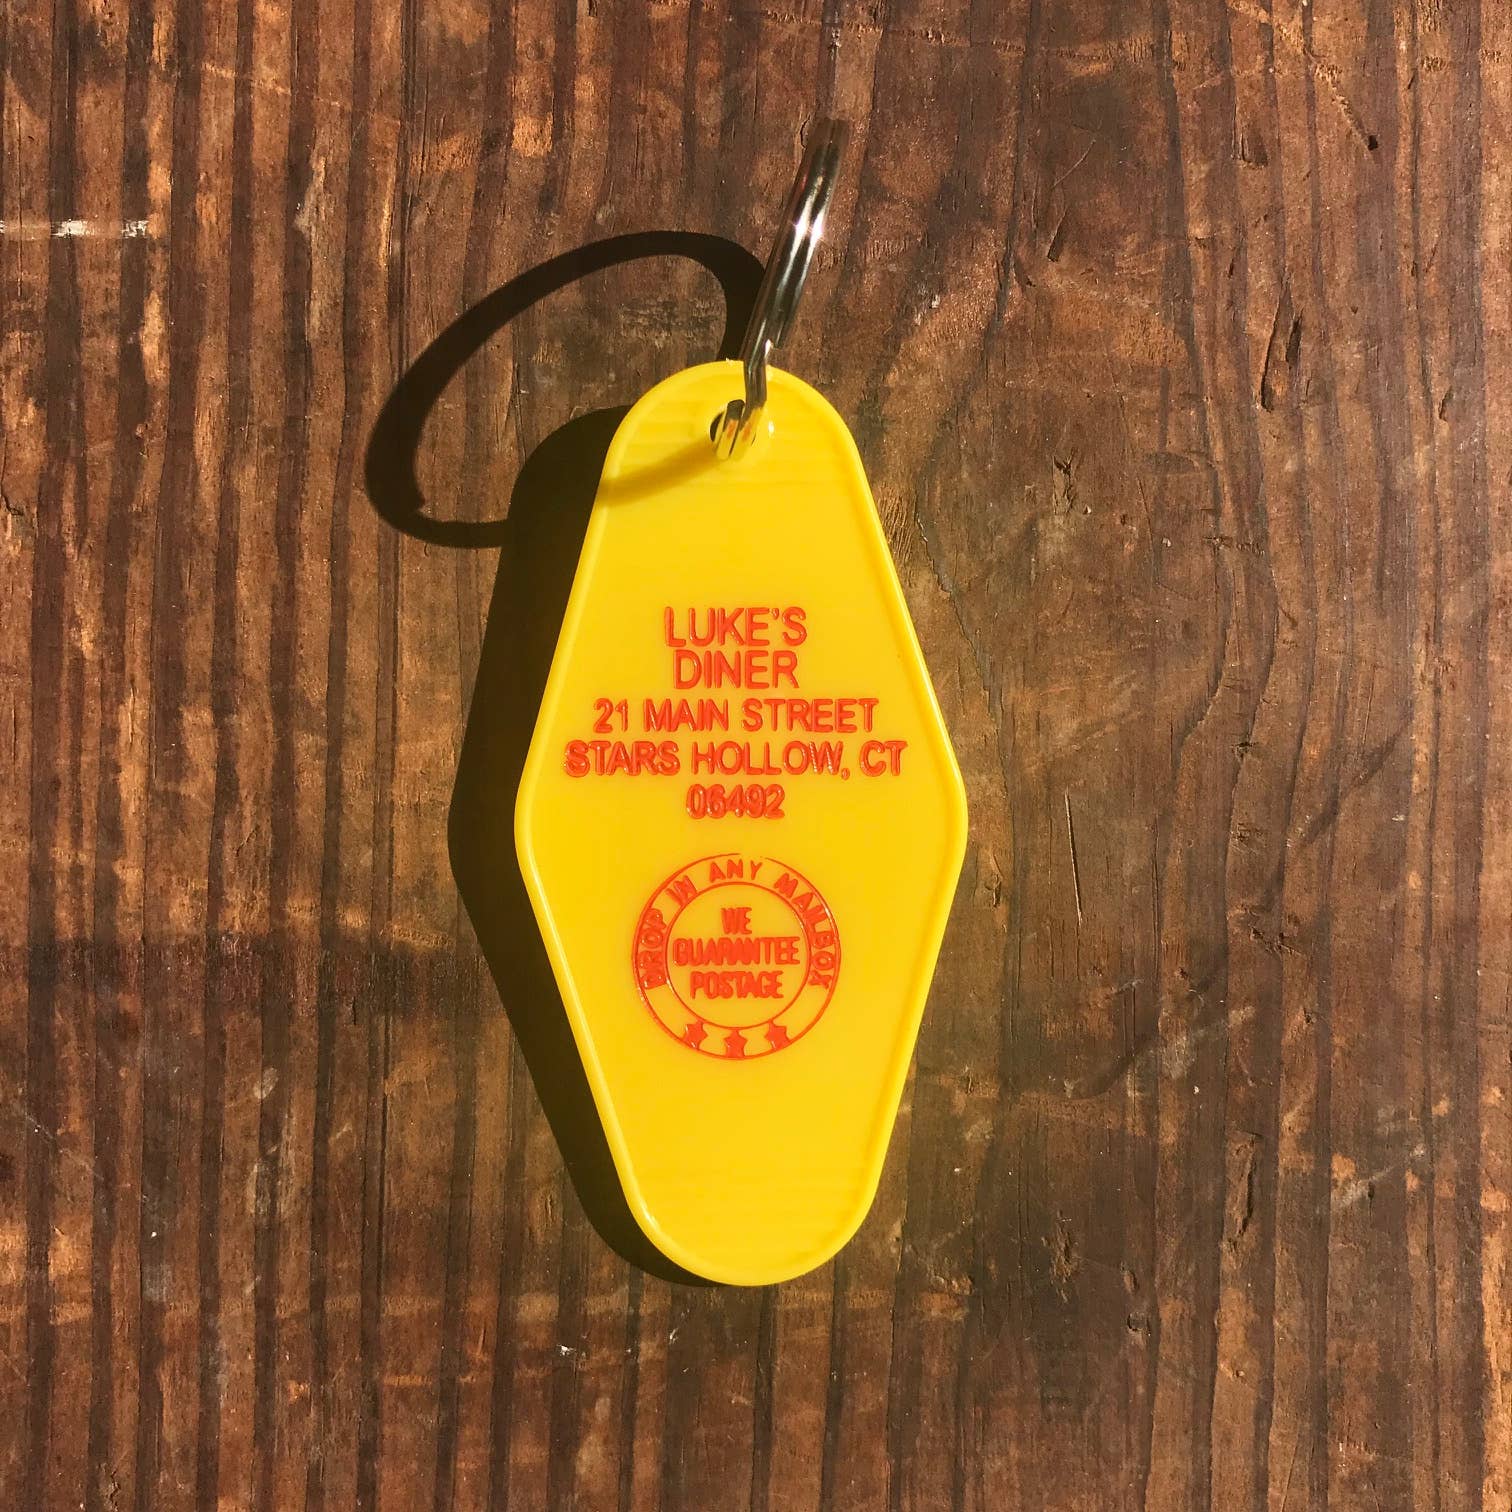 LUKE'S
DINER
21 MAIN STREET
STARS HOLLOW, CT
06492
DROP IN ANY MAILBOX
WE
GUARANTEE
POSTAGE